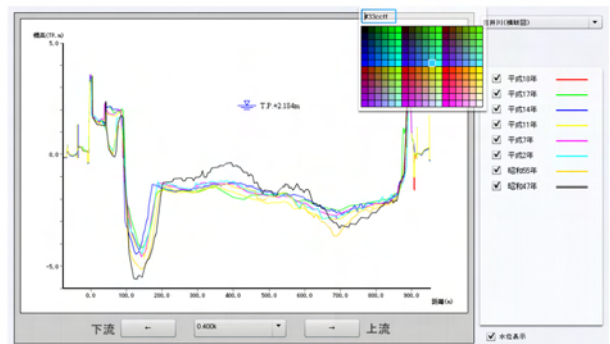 #33ccff
標高(T.P. m)
5.0
0.0
-5.0
T.P.+2.184m
0.0 100.0 200.0 300.0 400.0 500.0 600.0 700.0 800.0 900.0
距離(m)
下流 ← 0.400k → 上流
川(横断図)
平成18年
平成17年
平成14年
平成11年
平成7年
平成2年
昭和55年
昭和47年
水位表示